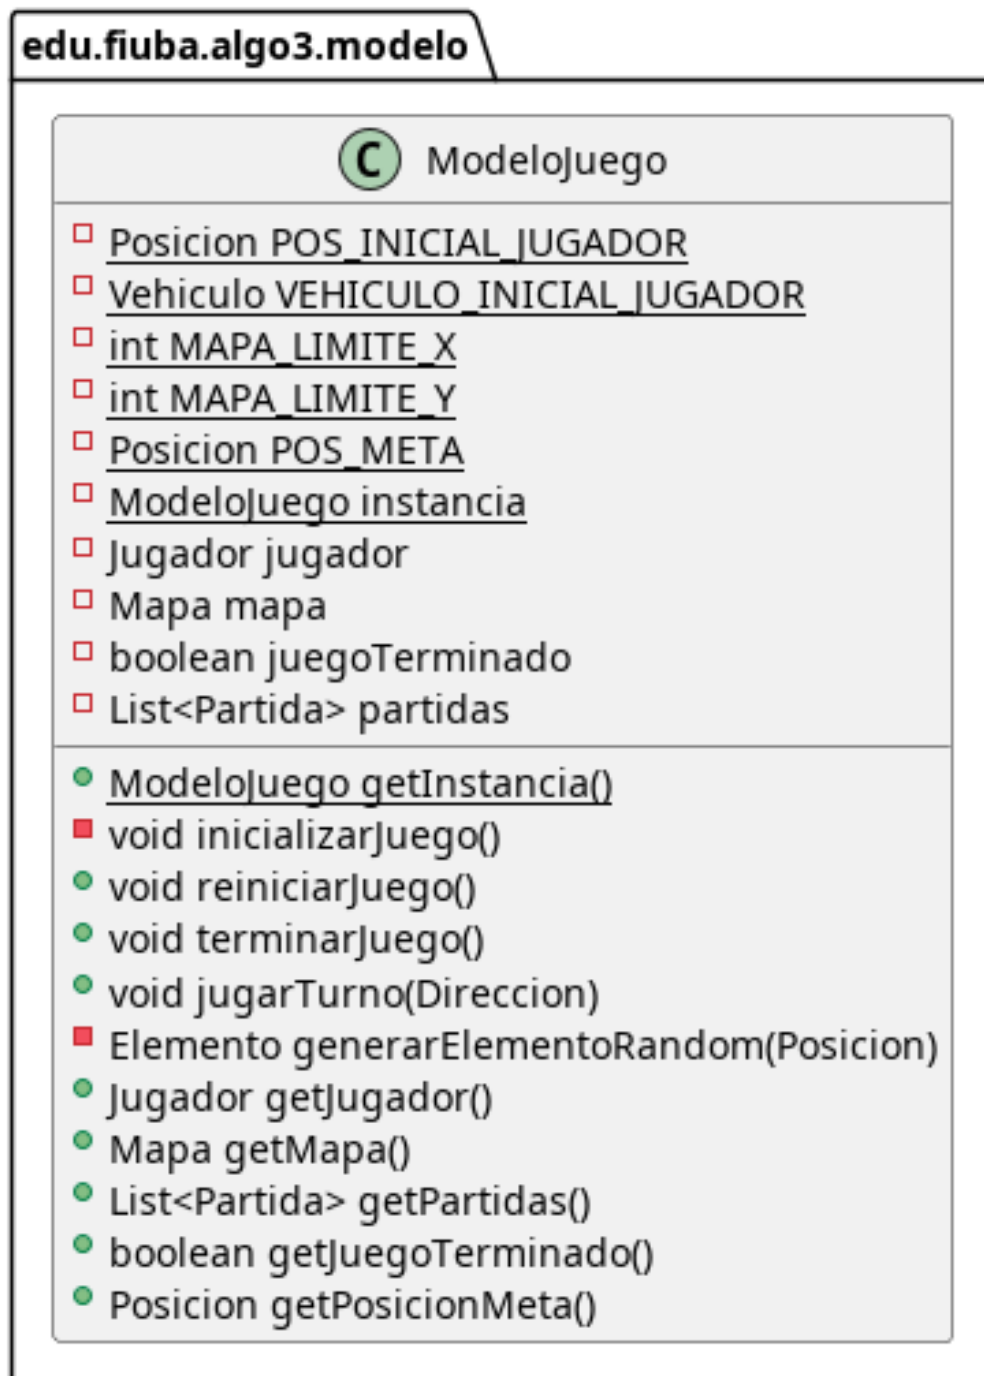 edu.fiuba.algo3.modelo
C ModeloJuego
Posicion POS_INICIAL_JUGADOR
Vehiculo VEHICULO_INICIAL_JUGADOR
int MAPA_LIMITE_X
int MAPA_LIMITE_Y
Posicion POS_META
ModeloJuego instancia
Jugador jugador
Mapa mapa
boolean juegoTerminado
List<Partida> partidas
ModeloJuego getInstancia()
void inicializarJuego()
void reiniciarJuego()
void terminarJuego()
void jugarTurno(Direccion)
Elemento generarElementoRandom(Posicion)
Jugador getJugador()
Mapa getMapa()
List<Partida> getPartidas()
boolean getJuegoTerminado()
Posicion getPosicionMeta()